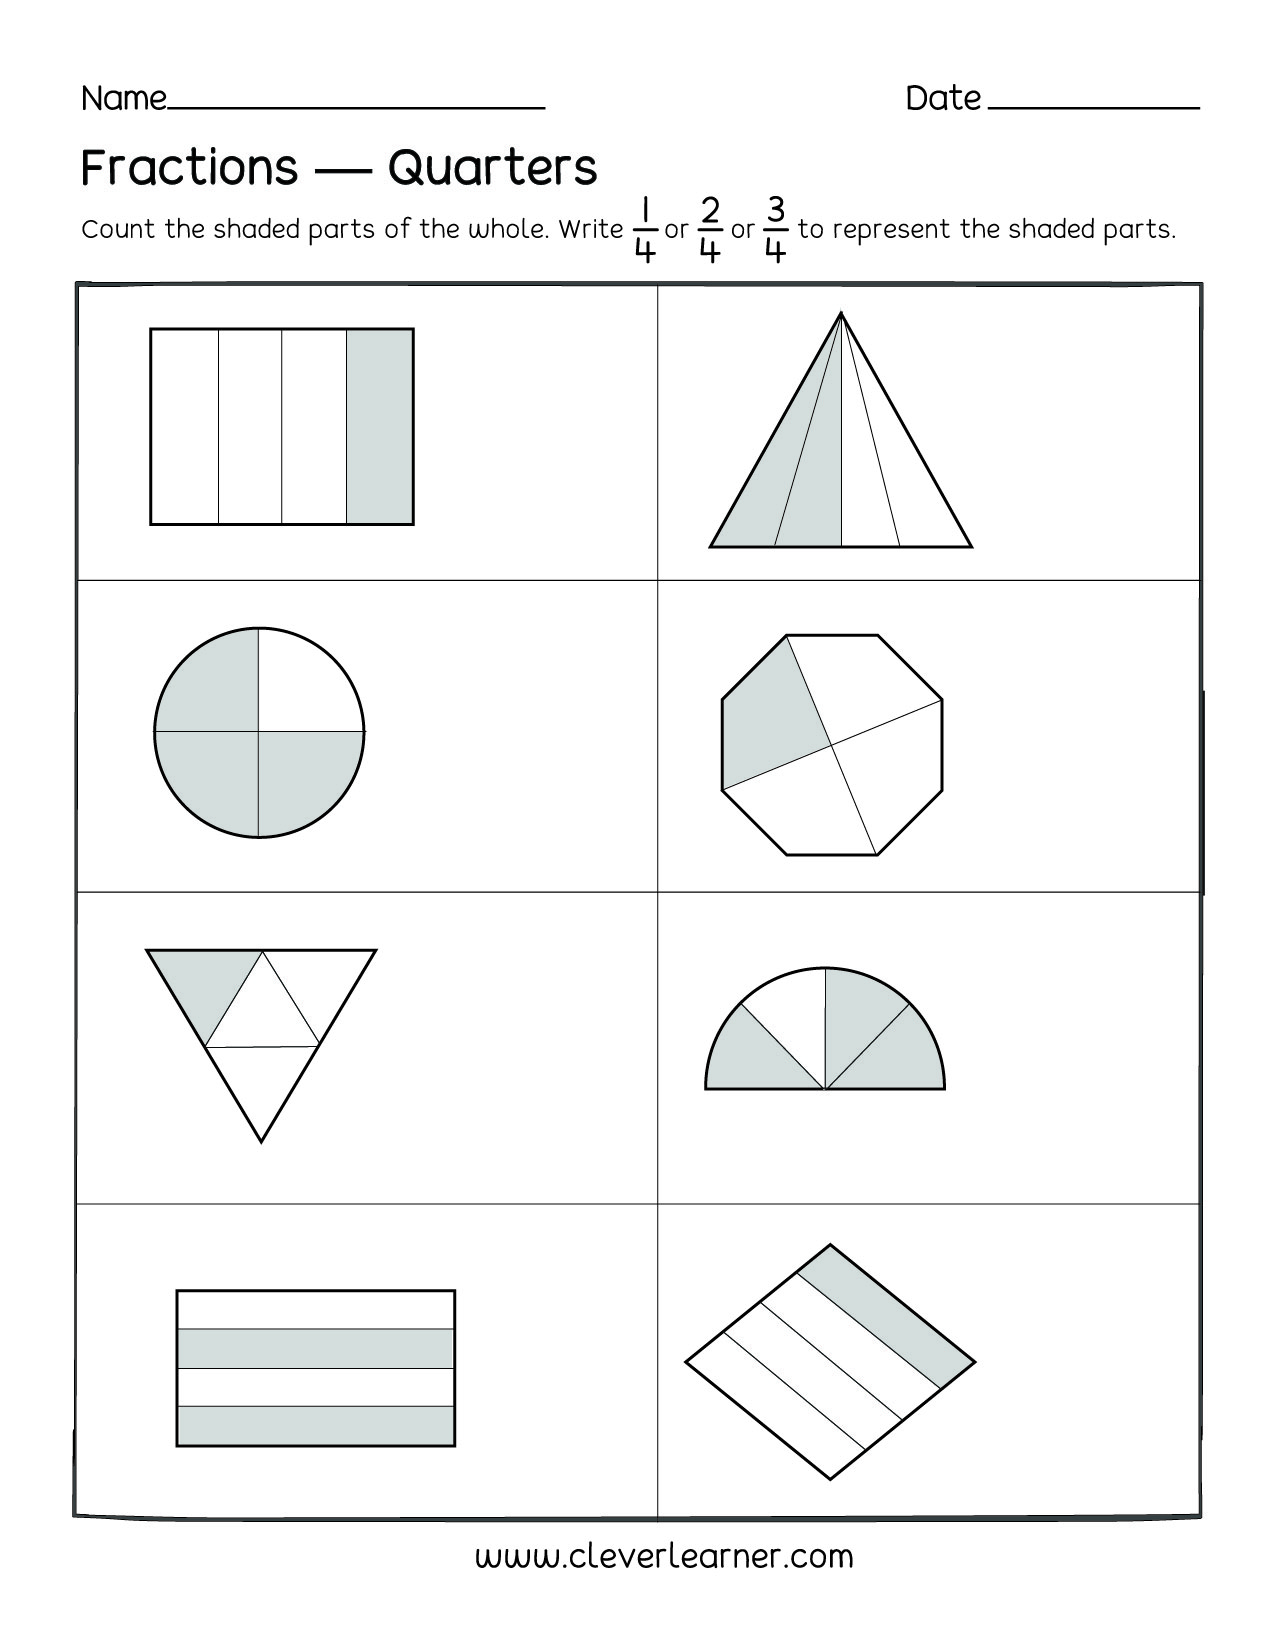 Name Date
Fractions — Quarters
Count the shaded parts of the whole. Write 1/4 or 2/4 or 3/4 to represent the shaded parts.
www.cleverlearner.com